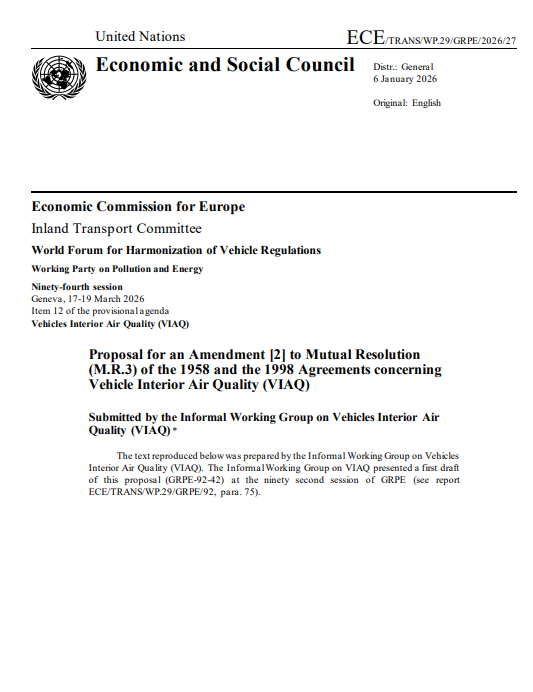 United Nations
ECE/TRANS/WP.29/GRPE/2026/27
Economic and Social Council
Distr.: General
6 January 2026
Original: English
Economic Commission for Europe
Inland Transport Committee
World Forum for Harmonization of Vehicle Regulations
Working Party on Pollution and Energy
Ninety-fourth session
Geneva, 17-19 March 2026
Item 12 of the provisional agenda
Vehicles Interior Air Quality (VIAQ)
Proposal for an Amendment [2] to Mutual Resolution
(M.R.3) of the 1958 and the 1998 Agreements concerning
Vehicle Interior Air Quality (VIAQ)
Submitted by the Informal Working Group on Vehicles Interior Air
Quality (VIAQ)*
The text reproduced below was prepared by the Informal Working Group on Vehicles
Interior Air Quality (VIAQ). The Informal Working Group on VIAQ presented a first draft
of this proposal (GRPE-92-42) at the ninety second session of GRPE (see report
ECE/TRANS/WP.29/GRPE/92, para. 75).